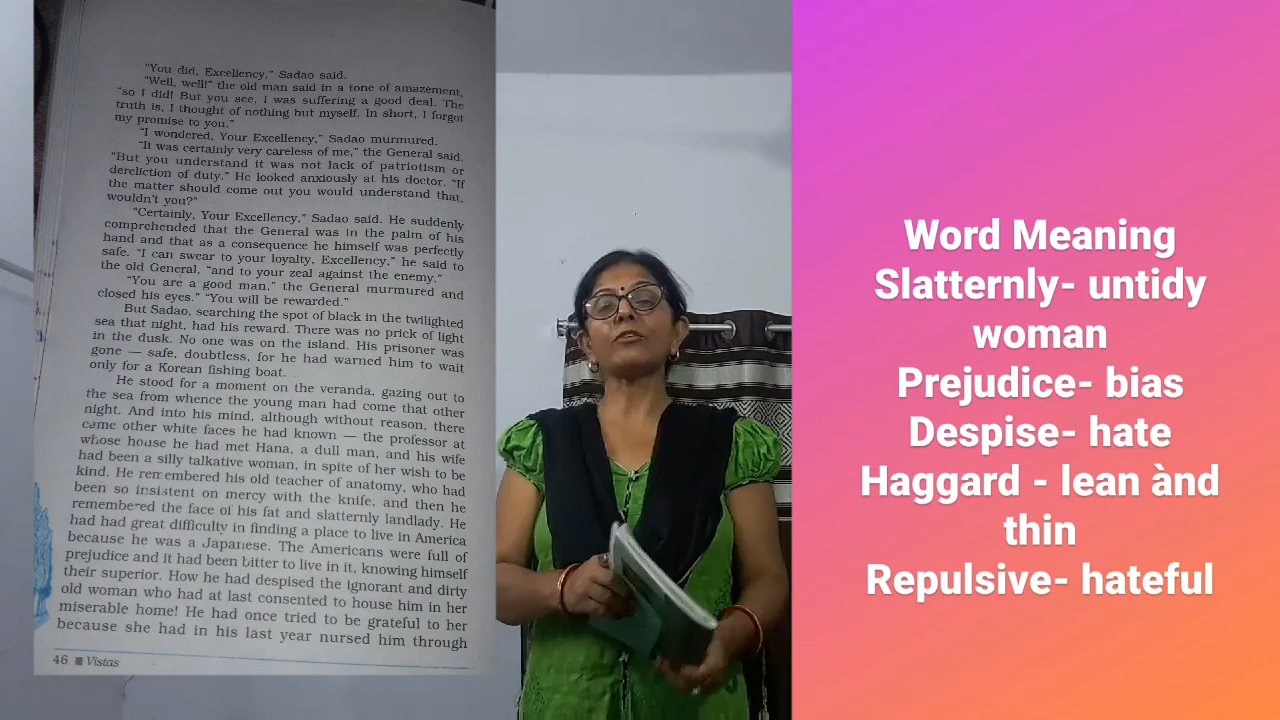 "You did, Excellency," Sadao said.
"Well, well!" the old man said in a tone of amazement,
"so I did! But you see, I was suffering a good deal. The
truth is, I thought of nothing but myself. In short, I forgot
my promise to you."
"I wondered, Your Excellency," Sadao murmured.
"It was certainly very careless of me," the General said.
"But you understand it was not lack of patriotism or
dereliction of duty." He looked anxiously at his doctor. "If
the matter should come out you would understand that,
wouldn't you?"
"Certainly, Your Excellency," Sadao said. He suddenly
comprehended that the General was in the palm of his
hand and that as a consequence he himself was perfectly
safe. "I can swear to your loyalty, Excellency," he said to
the old General, "and to your zeal against the enemy."
"You are a good man," the General murmured and
closed his eyes." "You will be rewarded."
But Sadao, searching the spot of black in the twilighted
sea that night, had his reward. There was no prick of light
in the dusk. No one was on the island. His prisoner was
gone — safe, doubtless, for he had warned him to wait
only for a Korean fishing boat.
He stood for a moment on the veranda, gazing out to
the sea from whence the young man had come that other
night. And into his mind, although without reason, there
came other white faces he had known — the professor at
whose house he had met Hana, a dull man, and his wife
had been a silly talkative woman, in spite of her wish to be
kind. He remembered his old teacher of anatomy, who had
been so insistent on mercy with the knife, and then he
remembered the face of his fat and slatternly landlady. He
had had great difficulty in finding a place to live in America
because he was a Japanese. The Americans were full of
prejudice and it had been bitter to live in it, knowing himself
their superior. How he had despised the ignorant and dirty
old woman who had at last consented to house him in her
miserable home! He had once tried to be grateful to her
because she had in his last year nursed him through
46 ■ Vistas
Word Meaning
Slatternly- untidy
woman
Prejudice- bias
Despise- hate
Haggard - lean ànd
thin
Repulsive- hateful